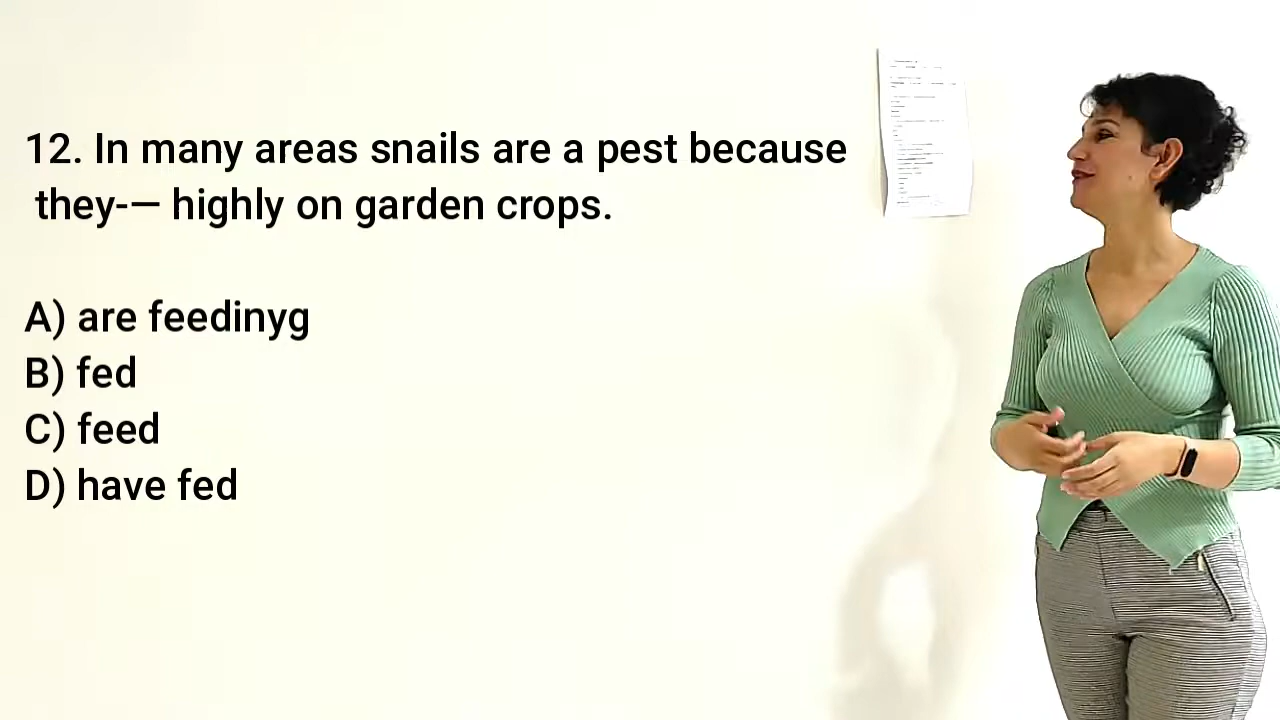 12. In many areas snails are a pest because
they-— highly on garden crops.
A) are feedinyg
B) fed
C) feed
D) have fed